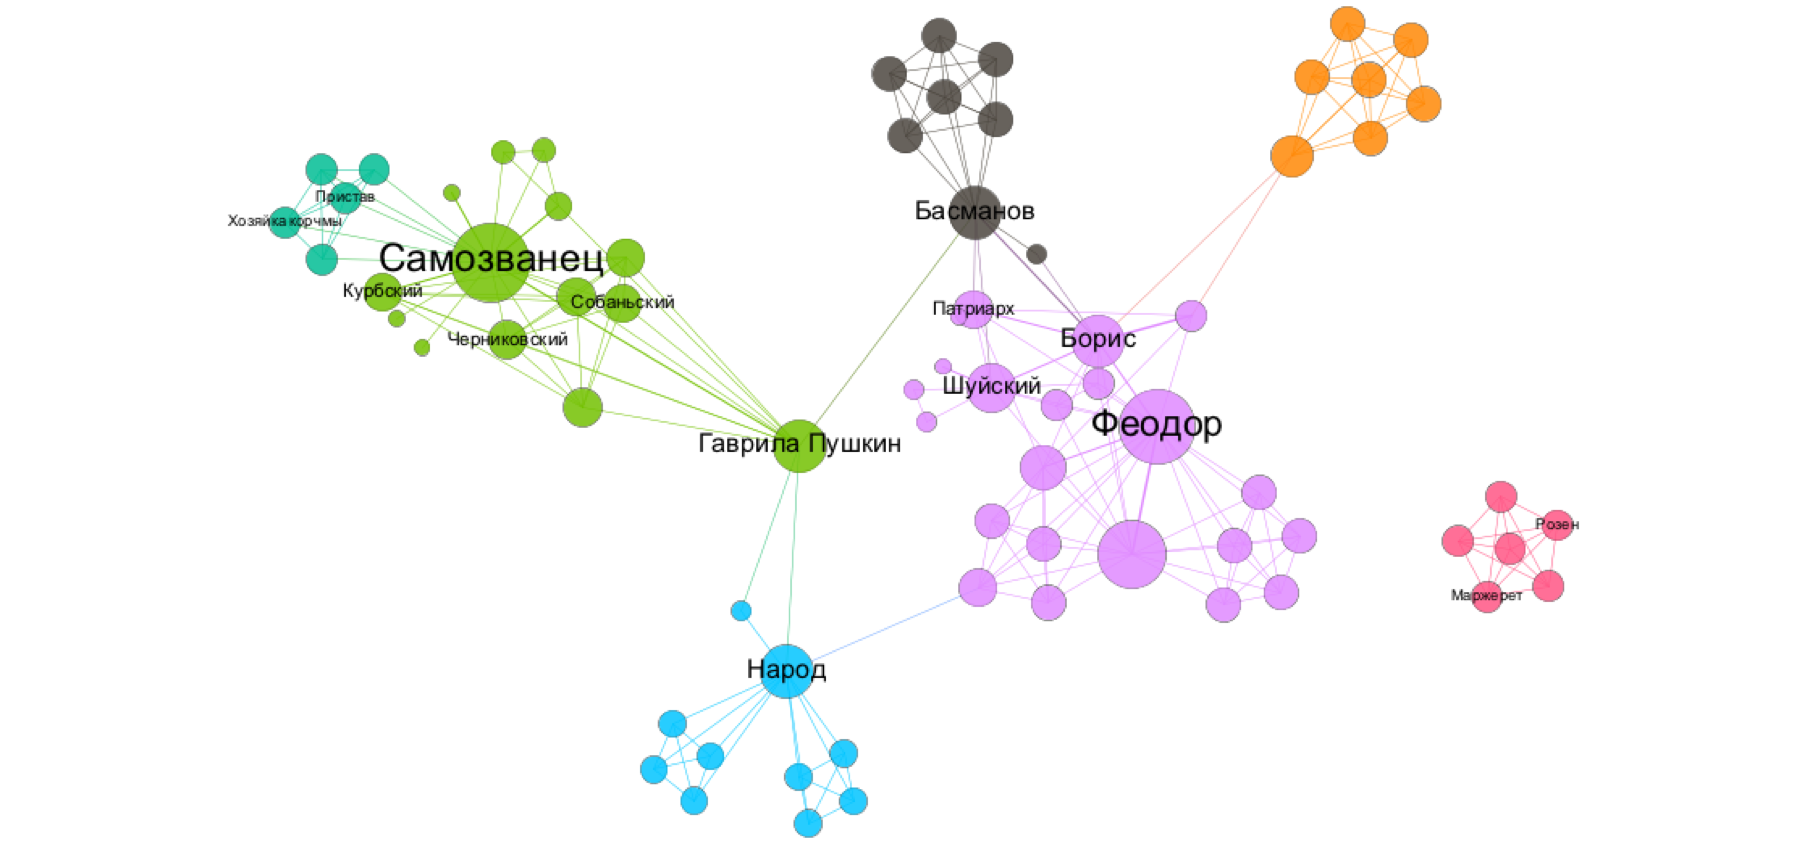 Пристав
Хозяйка корчмы
Басманов
Самозванец
Курбский
Собаньский
Патриарх
Черниковский
Борис
Шуйский
Феодор
Гаврила Пушкин
Розен
Маржерет
Народ